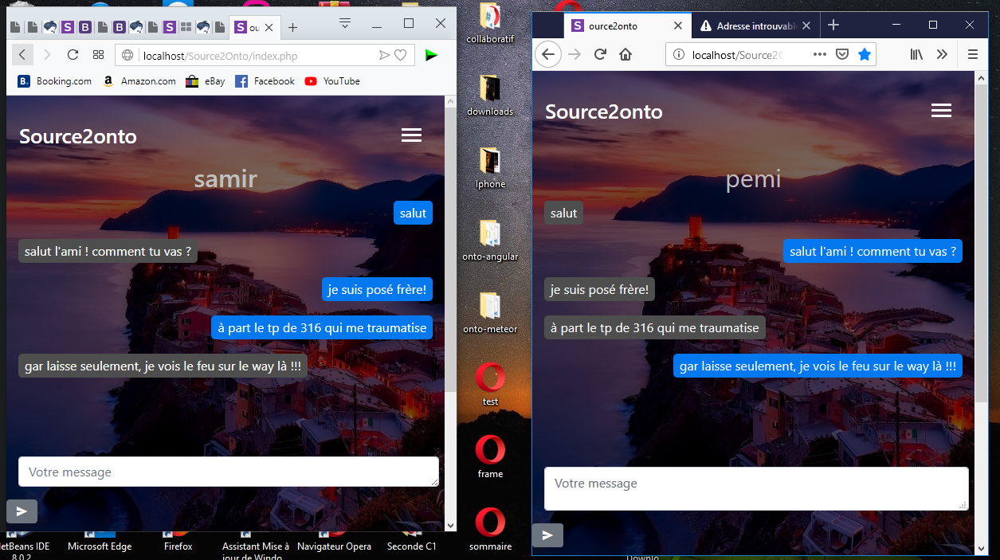 ou
localhost/Source2Onto/index.php
Booking.com
Amazon.com
eBay
Facebook
YouTube
Source2onto
samir
salut
salut l'ami ! comment tu vas ?
je suis posé frère!
à part le tp de 316 qui me traumatise
gar laisse seulement, je vois le feu sur le way là !!!
Votre message
collaboratif
downloads
Iphone
onto-angular
onto-meteor
test
frame
sommaire
ource2onto
Adresse introuvable
localhost/Source2O
Source2onto
pemi
salut
salut l'ami ! comment tu vas ?
je suis posé frère!
à part le tp de 316 qui me traumatise
gar laisse seulement, je vois le feu sur le way là !!!
Votre message
etBeans IDE
8.0.2
Microsoft Edge
Firefox
Assistant Mise à
jour de Windo
Navigateur Opera
Seconde C1
Downlo